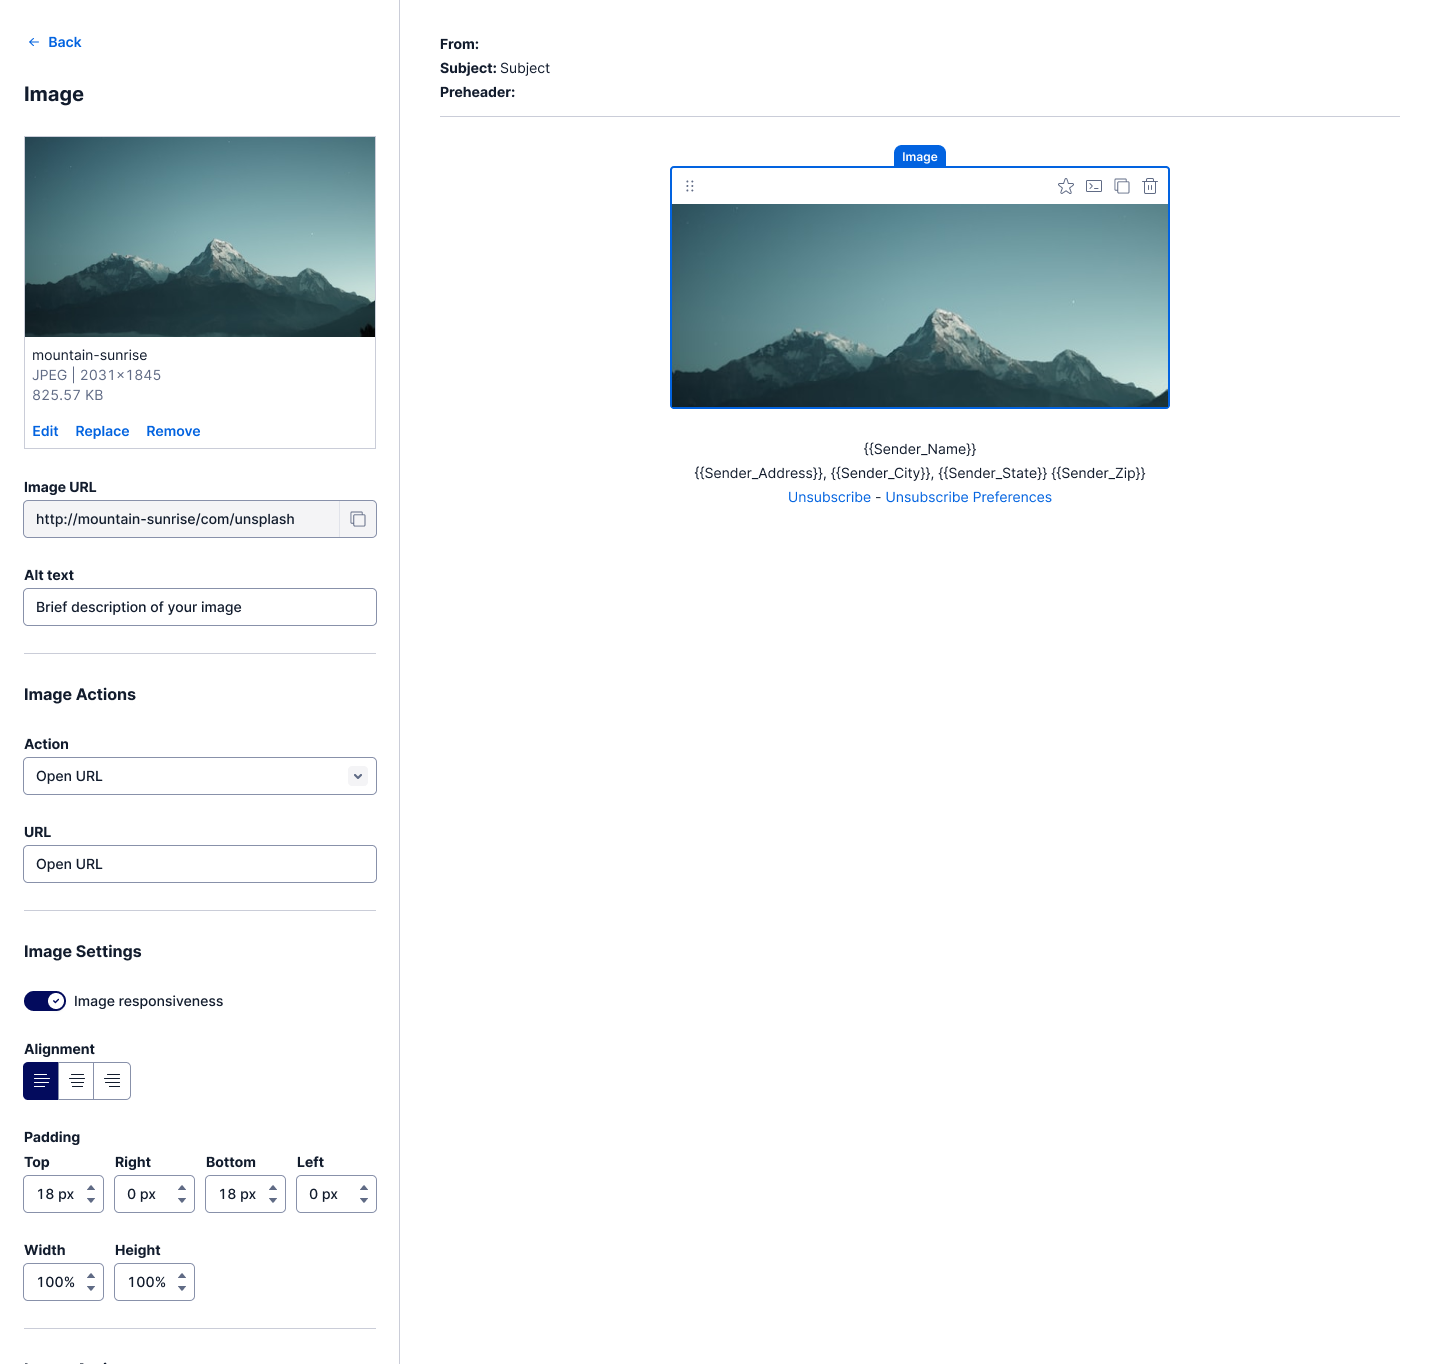 Back
Image
mountain-sunrise
JPEG | 2031×1845
825.57 KB
Edit Replace Remove
Image URL
http://mountain-sunrise/com/unsplash
Alt text
Brief description of your image
Image Actions
Action
Open URL
URL
Open URL
Image Settings
Image responsiveness
Alignment
Padding
Top Right Bottom Left
18 px 0 px 18 px 0 px
Width Height
100% 100%
From:
Subject: Subject
Preheader:
Image
{{Sender_Name}}
{{Sender_Address}}, {{Sender_City}}, {{Sender_State}} {{Sender_Zip}}
Unsubscribe - Unsubscribe Preferences